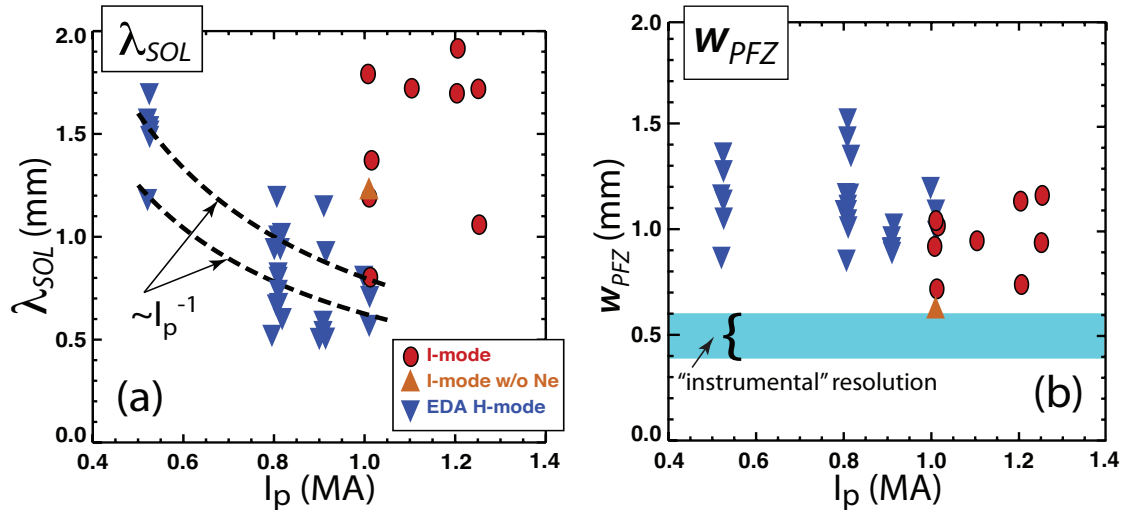 λSOL
2.0
1.5
1.0
0.5
0.0
λSOL (mm)
~Ip-1
(a)
I-mode
I-mode w/o Ne
EDA H-mode
0.4 0.6 0.8 1.0 1.2 1.4
Ip (MA)
wPFZ
2.0
1.5
1.0
0.5
0.0
wPFZ (mm)
{
“instrumental” resolution
(b)
0.4 0.6 0.8 1.0 1.2 1.4
Ip (MA)